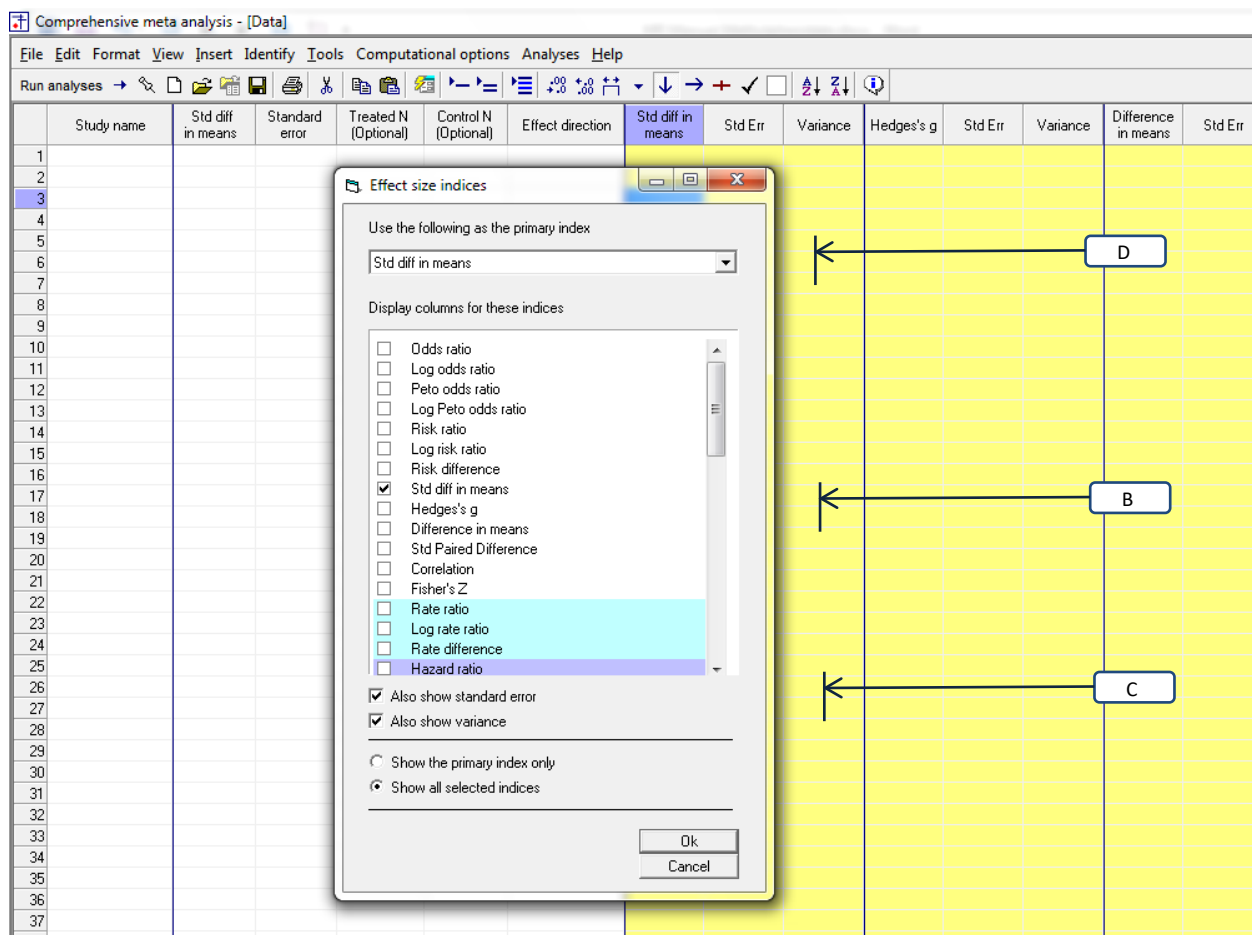 Comprehensive meta analysis - [Data]
File Edit Format View Insert Identify Tools Computational options Analyses Help
Run analyses
Study name Std diff in means Standard error Treated N (Optional) Control N (Optional) Effect direction Std diff in means Std Err Variance Hedges's g Std Err Variance Difference in means Std Err
1
2
3
4
5
6
7
8
9
10
11
12
13
14
15
16
17
18
19
20
21
22
23
24
25
26
27
28
29
30
31
32
33
34
35
36
37
Effect size indices
Use the following as the primary index
Std diff in means
Display columns for these indices
Odds ratio
Log odds ratio
Peto odds ratio
Log Peto odds ratio
Risk ratio
Log risk ratio
Risk difference
Std diff in means
Hedges's g
Difference in means
Std Paired Difference
Correlation
Fisher's Z
Rate ratio
Log rate ratio
Rate difference
Hazard ratio
Also show standard error
Also show variance
Show the primary index only
Show all selected indices
Ok
Cancel
D
B
C